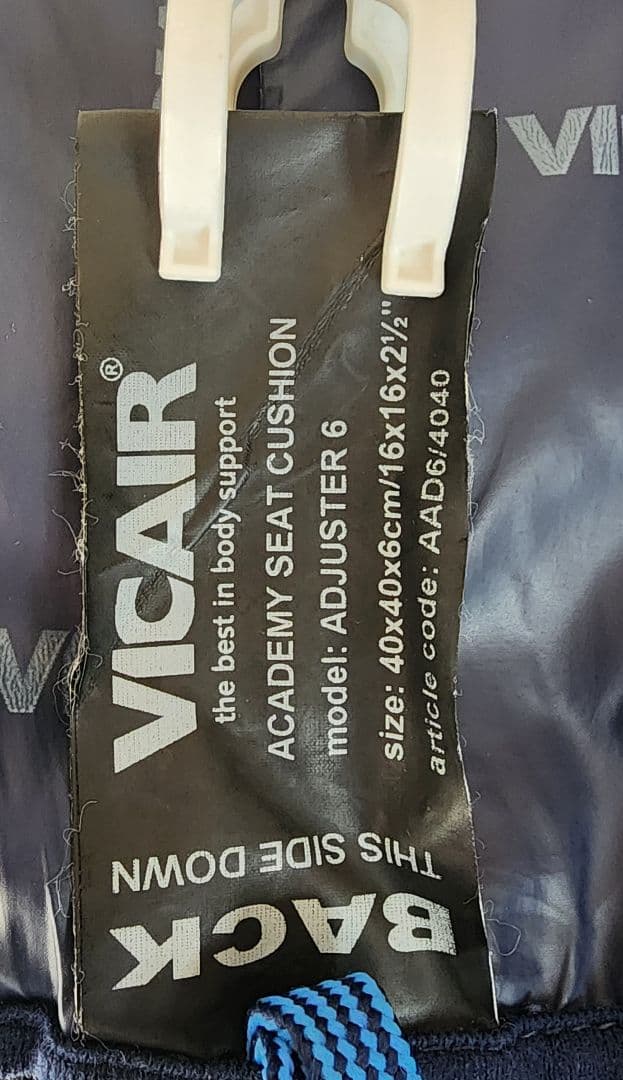 VICAIR®
the best in body support
ACADEMY SEAT CUSHION
model: ADJUSTER 6
size: 40x40x6cm/16x16x2½"
article code: AAD6/4040
BACK
THIS SIDE DOWN
VI
V